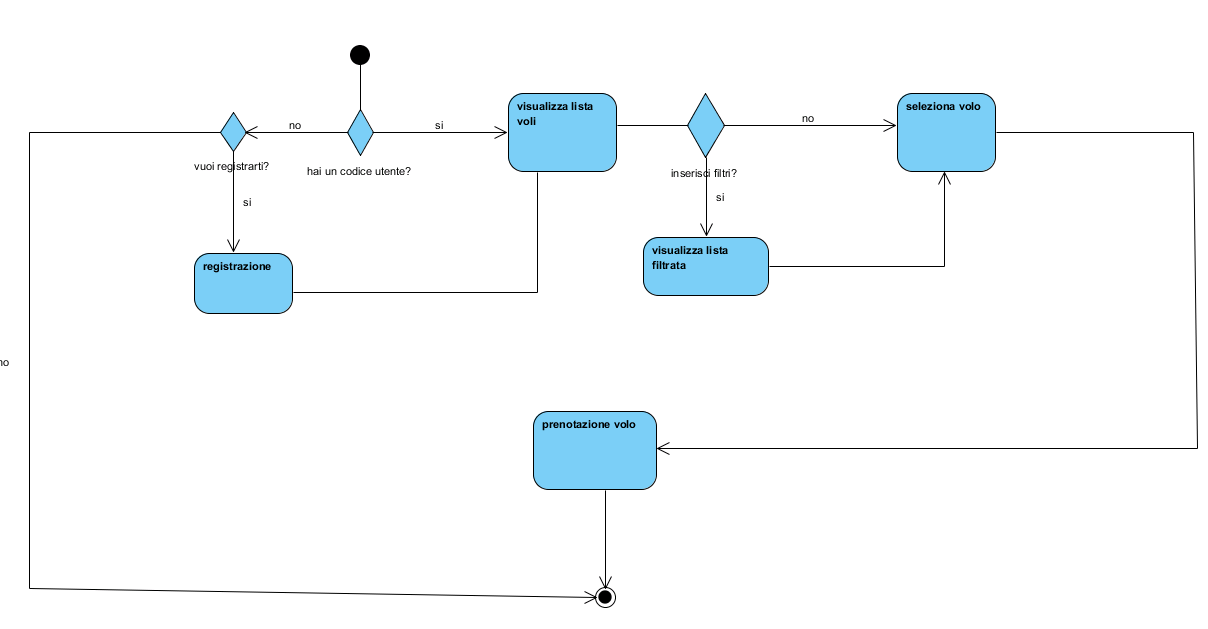 visualizza lista
voli
seleziona volo
no
si
no
vuoi registrarti?
hai un codice utente?
inserisci filtri?
si
si
visualizza lista
filtrata
registrazione
no
prenotazione volo